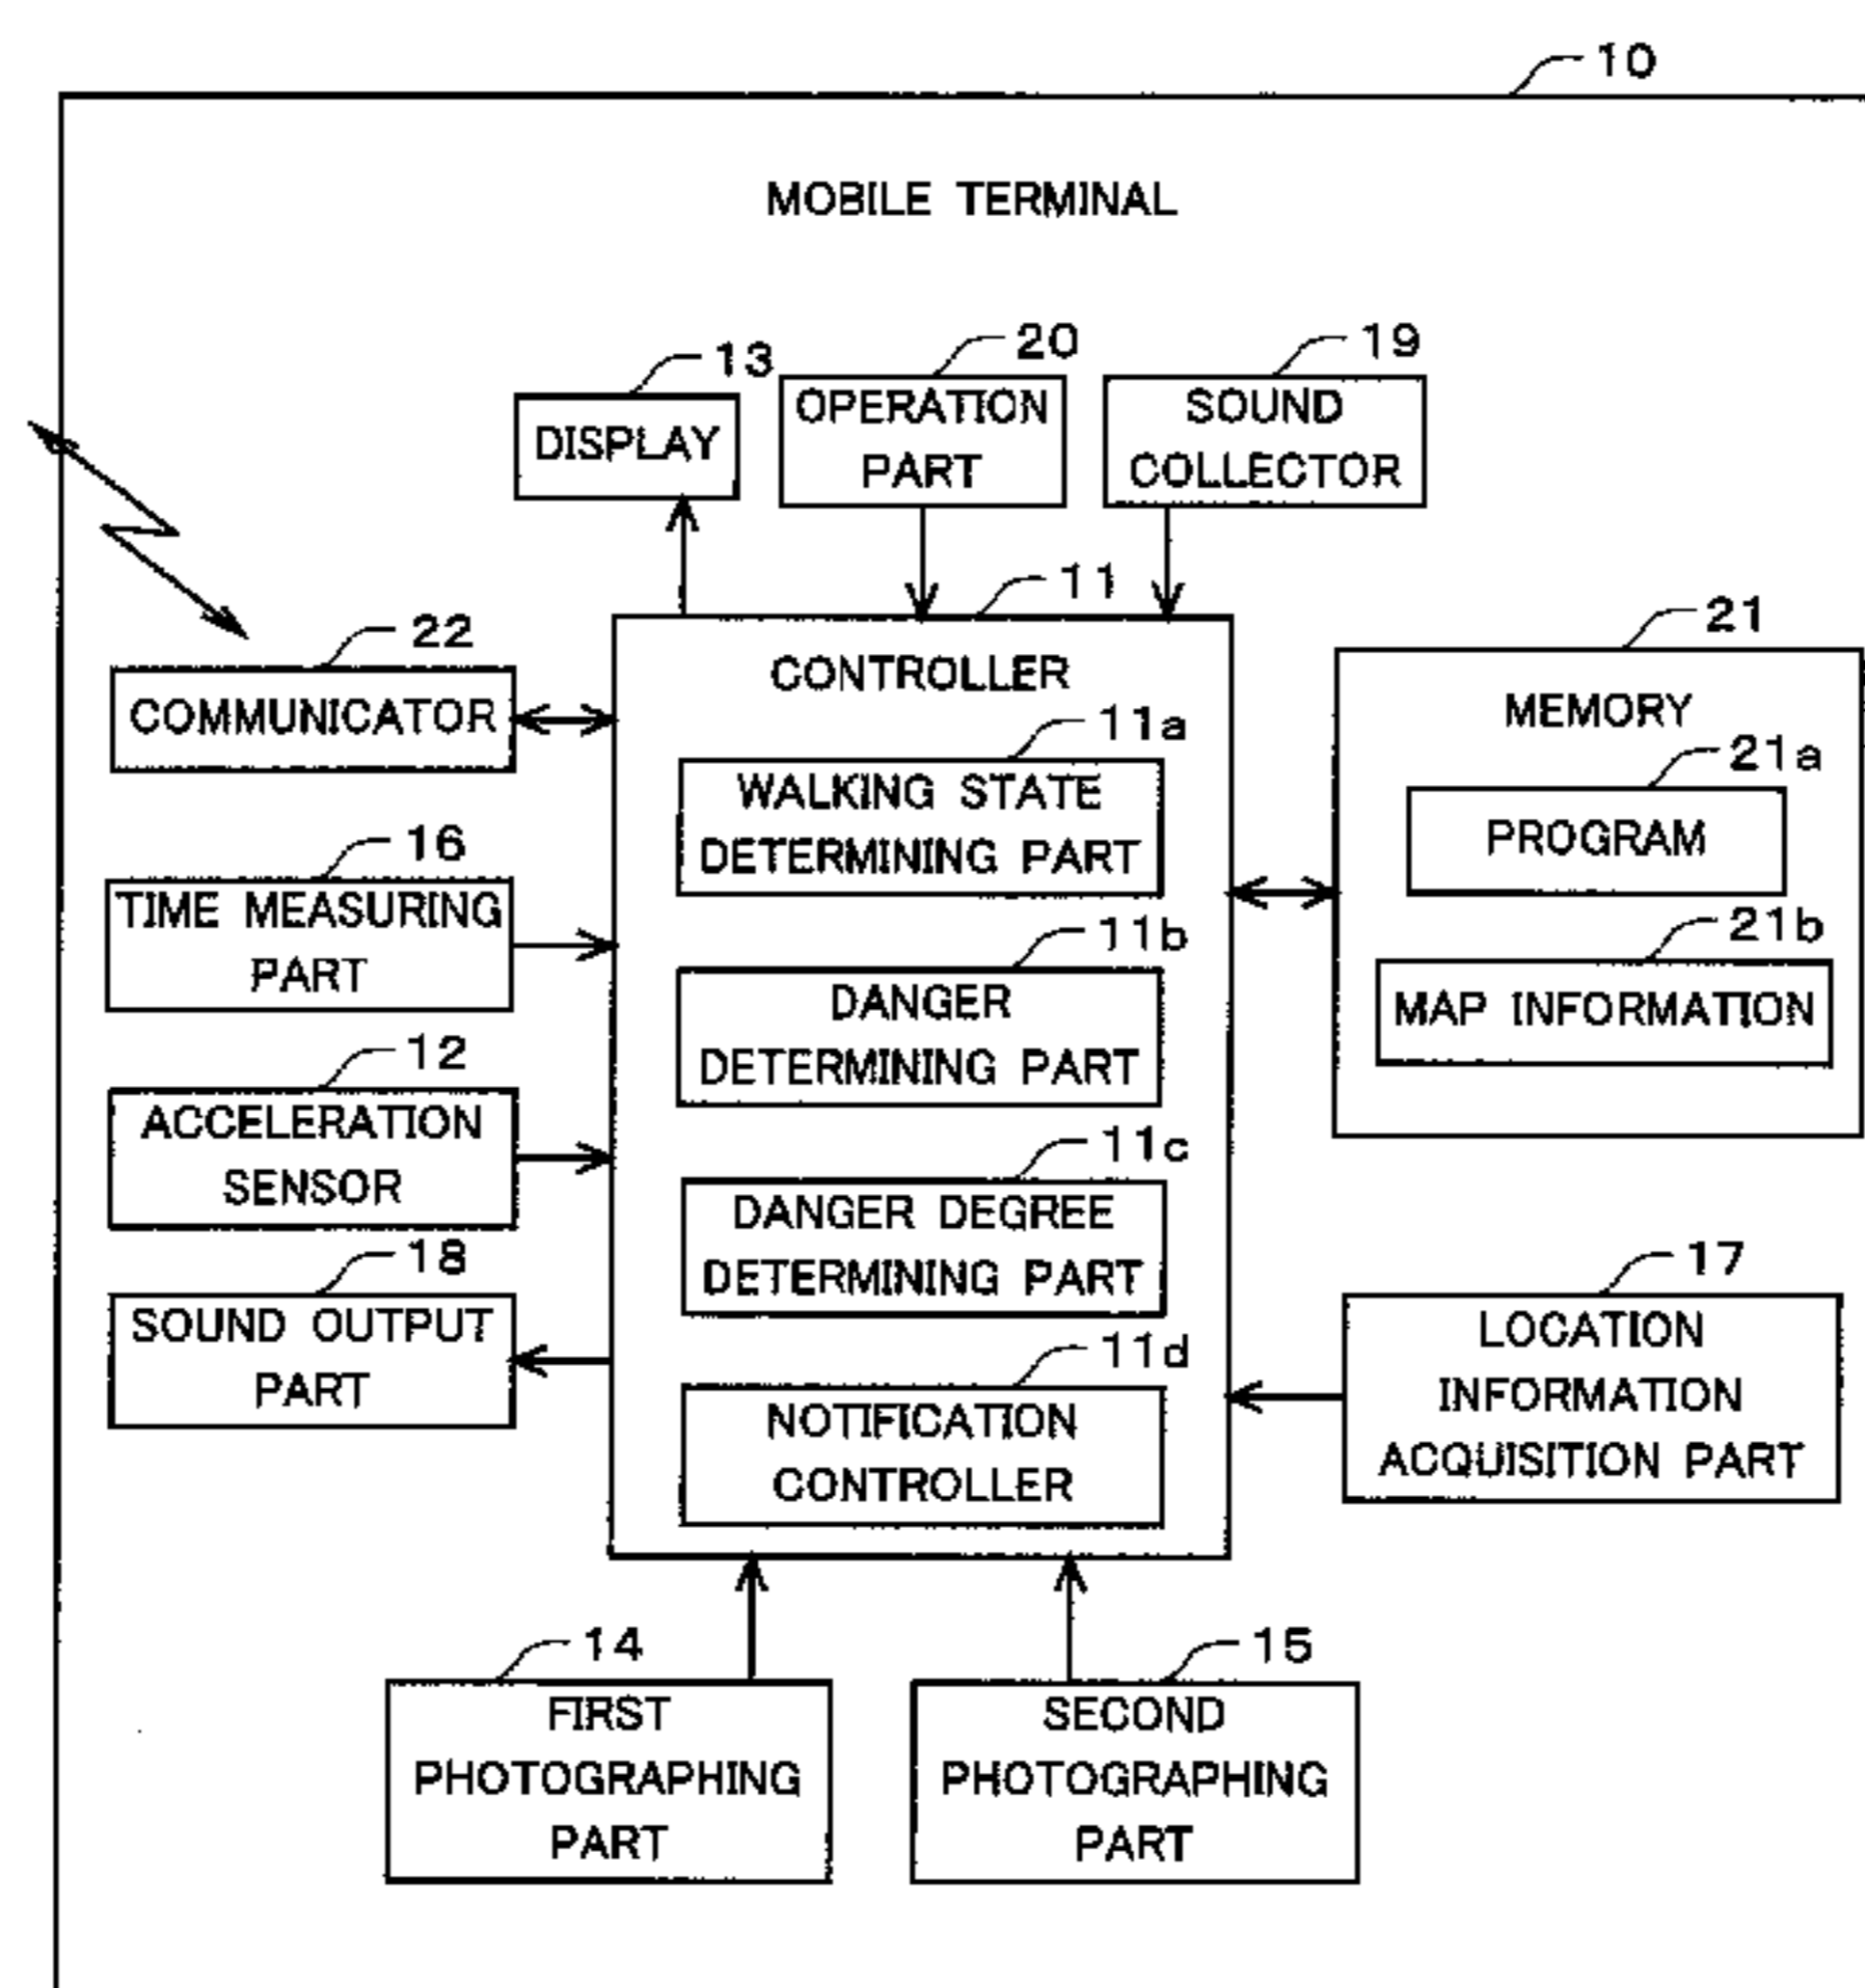 10
MOBILE TERMINAL
13
DISPLAY
20
OPERATION
PART
19
SOUND
COLLECTOR
11
CONTROLLER
22
COMMUNICATOR
11a
WALKING STATE
DETERMINING PART
16
TIME MEASURING
PART
11b
DANGER
DETERMINING PART
12
ACCELERATION
SENSOR
11c
DANGER DEGREE
DETERMINING PART
18
SOUND OUTPUT
PART
11d
NOTIFICATION
CONTROLLER
21
MEMORY
21a
PROGRAM
21b
MAP INFORMATION
17
LOCATION
INFORMATION
ACQUISITION PART
14
FIRST
PHOTOGRAPHING
PART
15
SECOND
PHOTOGRAPHING
PART